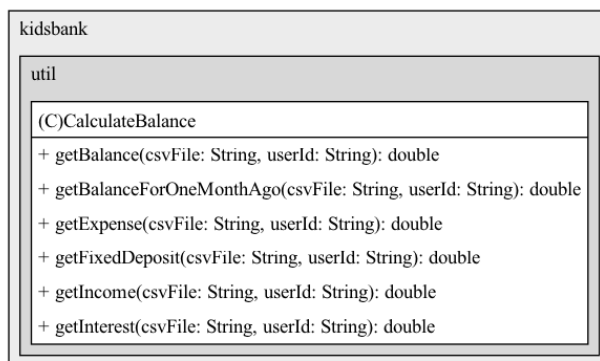 kidsbank
util
(C)CalculateBalance
+ getBalance(csvFile: String, userId: String): double
+ getBalanceForOneMonthAgo(csvFile: String, userId: String): double
+ getExpense(csvFile: String, userId: String): double
+ getFixedDeposit(csvFile: String, userId: String): double
+ getIncome(csvFile: String, userId: String): double
+ getInterest(csvFile: String, userId: String): double